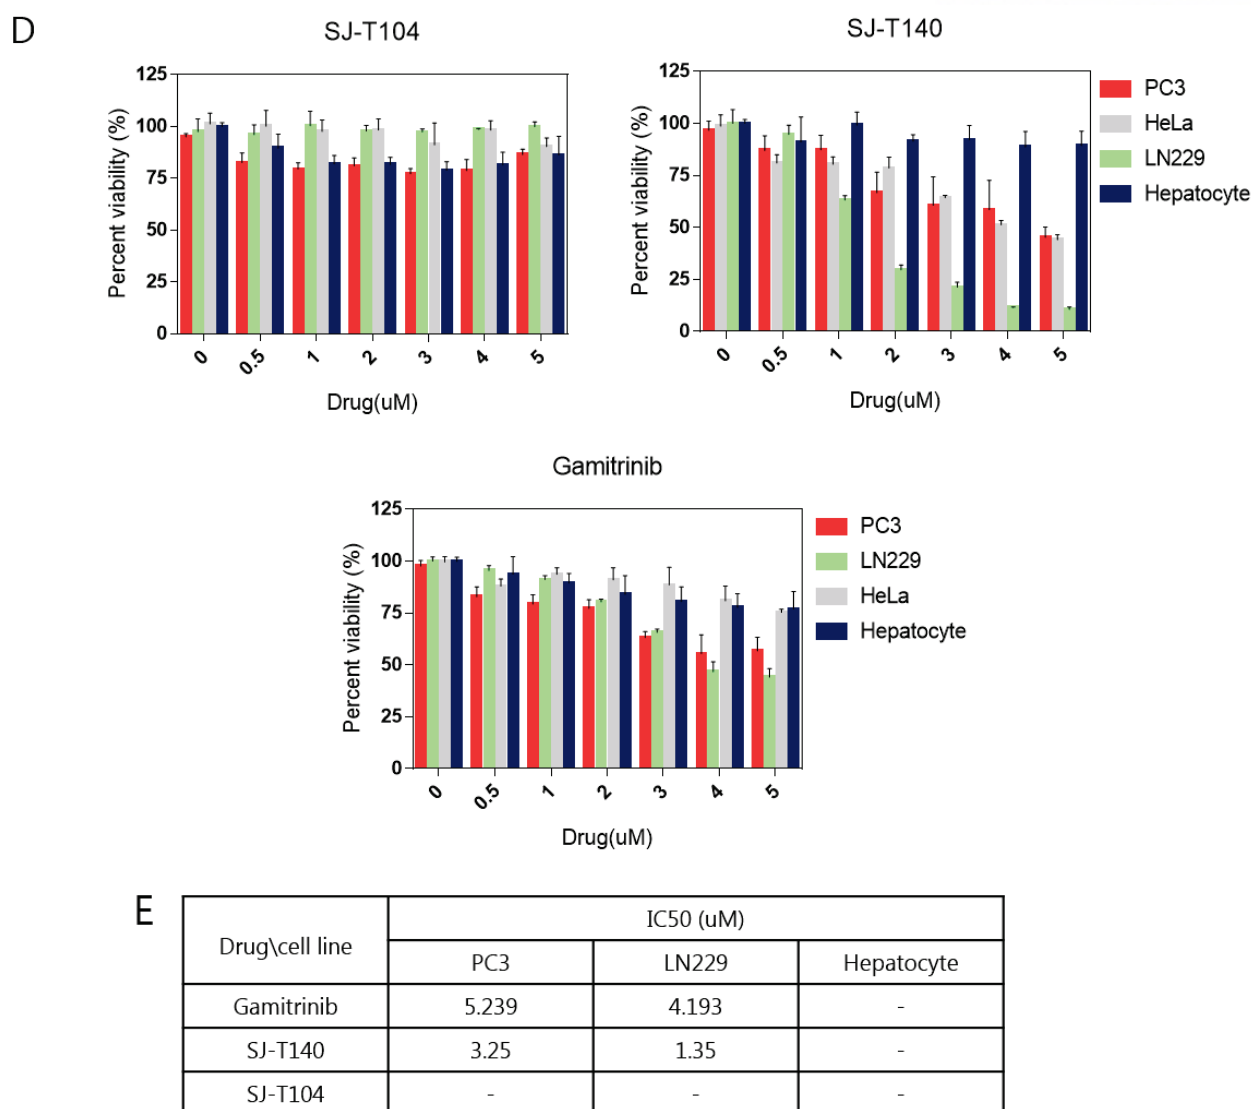 D
SJ-T104
Percent viability (%)
125
100
75
50
25
0
0 0.5 1 2 3 4 5
Drug(uM)
SJ-T140
Percent viability (%)
125
100
75
50
25
0
0 0.5 1 2 3 4 5
Drug(uM)
PC3
HeLa
LN229
Hepatocyte
Gamitrinib
Percent viability (%)
125
100
75
50
25
0
0 0.5 1 2 3 4 5
Drug(uM)
PC3
LN229
HeLa
Hepatocyte
E
Drug\cell line
IC50 (uM)
PC3 LN229 Hepatocyte
Gamitrinib 5.239 4.193 -
SJ-T140 3.25 1.35 -
SJ-T104 - - -